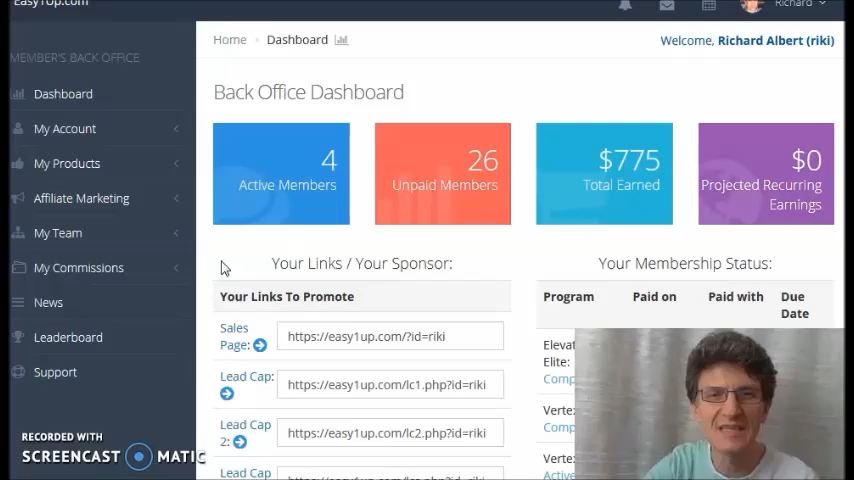 Easy1Up.com
Richard
MEMBER'S BACK OFFICE
Home
Dashboard
Welcome, Richard Albert (riki)
Dashboard
My Account
My Products
Affiliate Marketing
My Team
My Commissions
News
Leaderboard
Support
Back Office Dashboard
4
Active Members
26
Unpaid Members
$775
Total Earned
$0
Projected Recurring
Earnings
Your Links / Your Sponsor:
Your Links To Promote
Sales
Page:
https://easy1up.com/?id=riki
Lead Cap:
https://easy1up.com/lc1.php?id=riki
Lead Cap
2:
https://easy1up.com/lc2.php?id=riki
Lead Cap
Your Membership Status:
Program
Paid on
Paid with
Due
Date
Elite:
RECORDED WITH
SCREENCAST MATIC